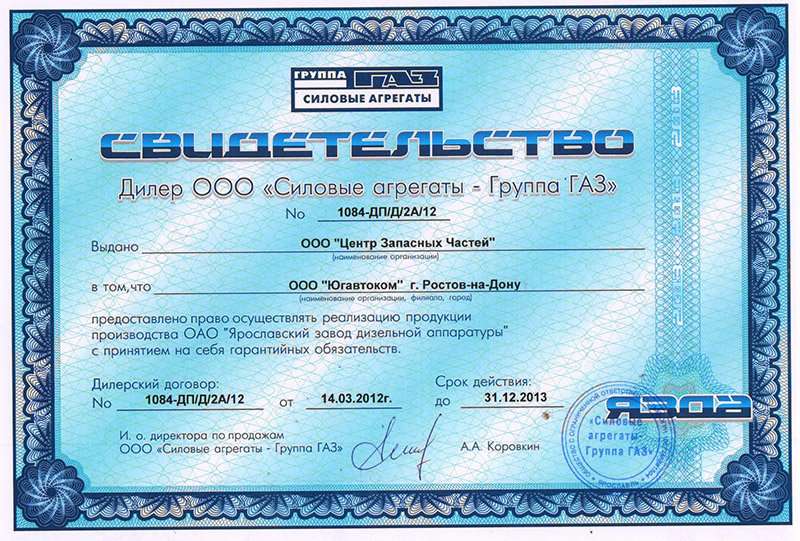 ГРУППА ГАЗ
СИЛОВЫЕ АГРЕГАТЫ
СВИДЕТЕЛЬСТВО
Дилер ООО «Силовые агрегаты - Группа ГАЗ»
No 1084-ДП/Д/2А/12
Выдано ООО "Центр Запасных Частей"
(наименование организации)
в том,что ООО "Югавтоком" г. Ростов-на-Дону
(наименование организации, филиала, город)
предоставлено право осуществлять реализацию продукции
производства ОАО "Ярославский завод дизельной аппаратуры"
с принятием на себя гарантийных обязательств.
Дилерский договор:
No 1084-ДП/Д/2А/12 от 14.03.2012г.
Срок действия:
до 31.12.2013
ЯЗДА
И. о. директора по продажам
ООО «Силовые агрегаты - Группа ГАЗ»
А.А. Коровкин
«Силовые
агрегаты-
Группа ГАЗ»